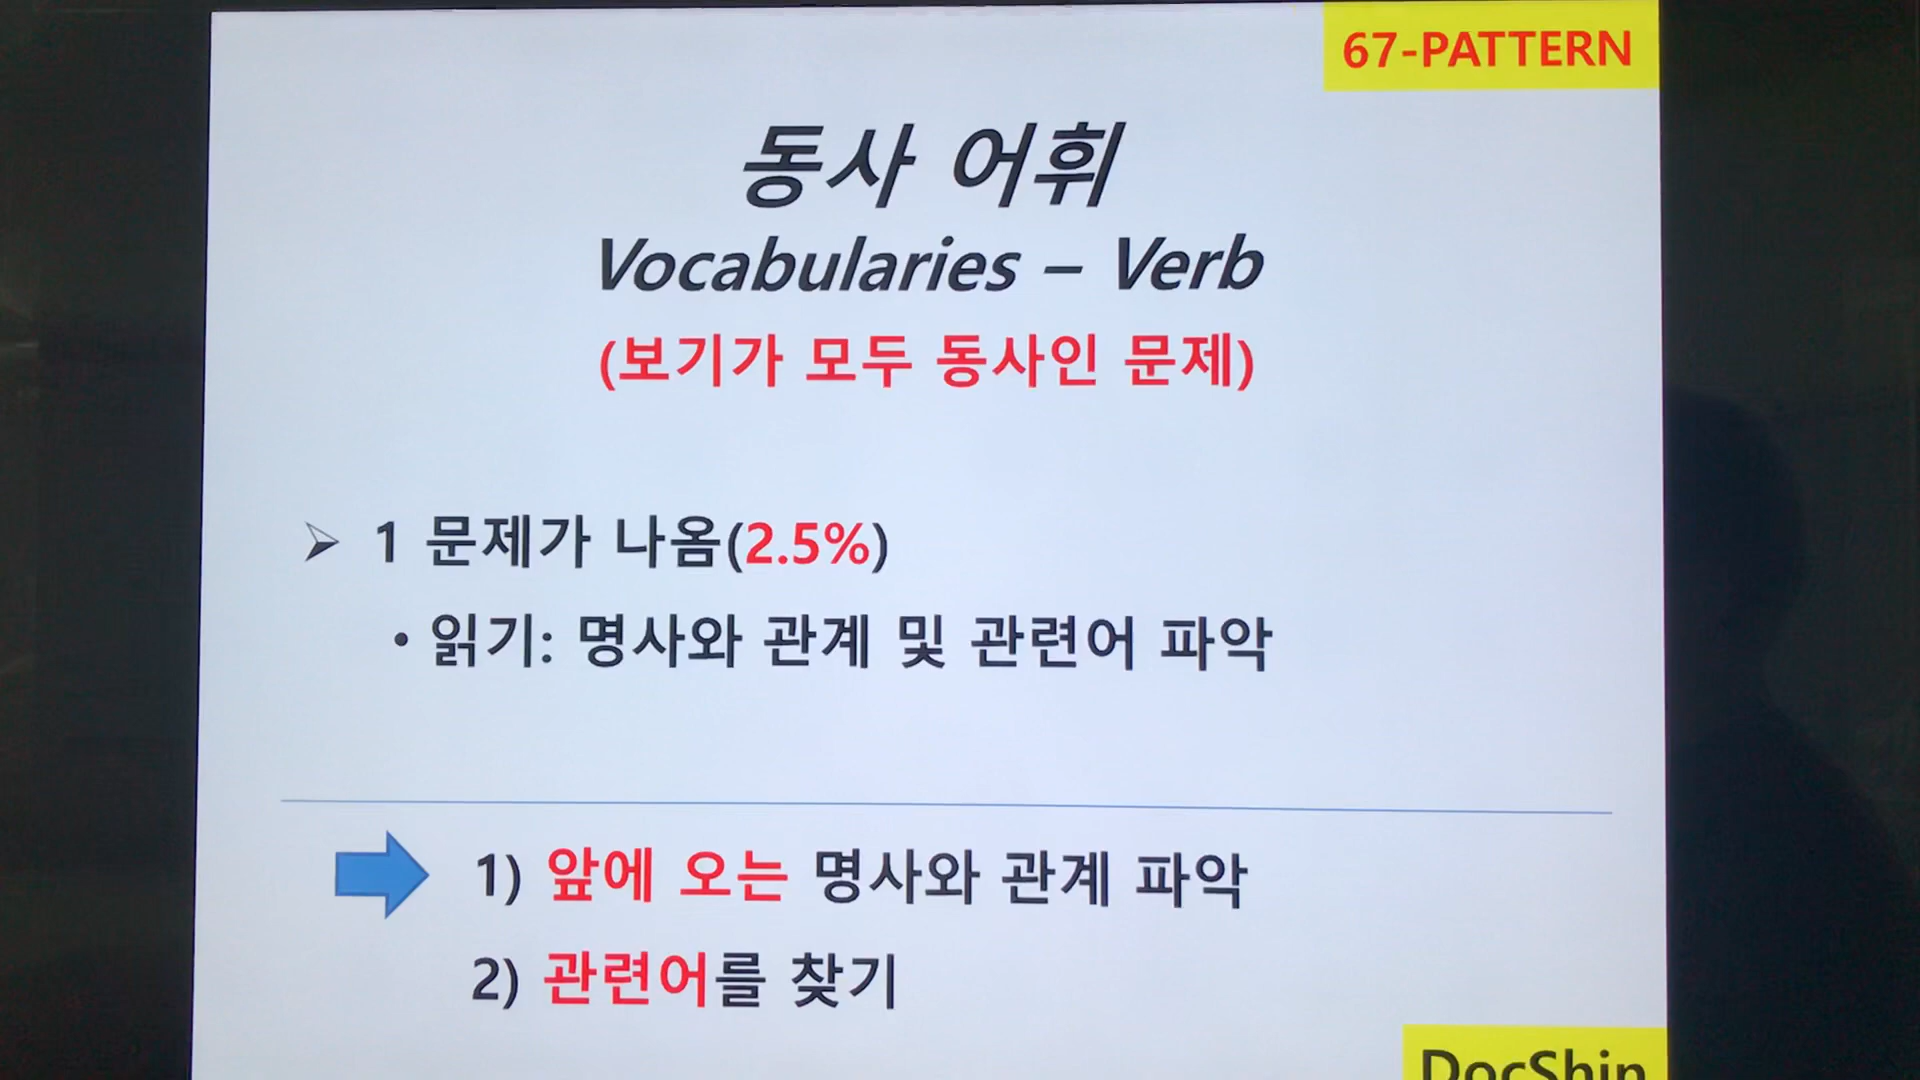 67-PATTERN
동사 어휘
Vocabularies – Verb
(보기가 모두 동사인 문제)
➢ 1 문제가 나옴(2.5%)
• 읽기: 명사와 관계 및 관련어 파악
1) 앞에 오는 명사와 관계 파악
2) 관련어를 찾기
DocShin